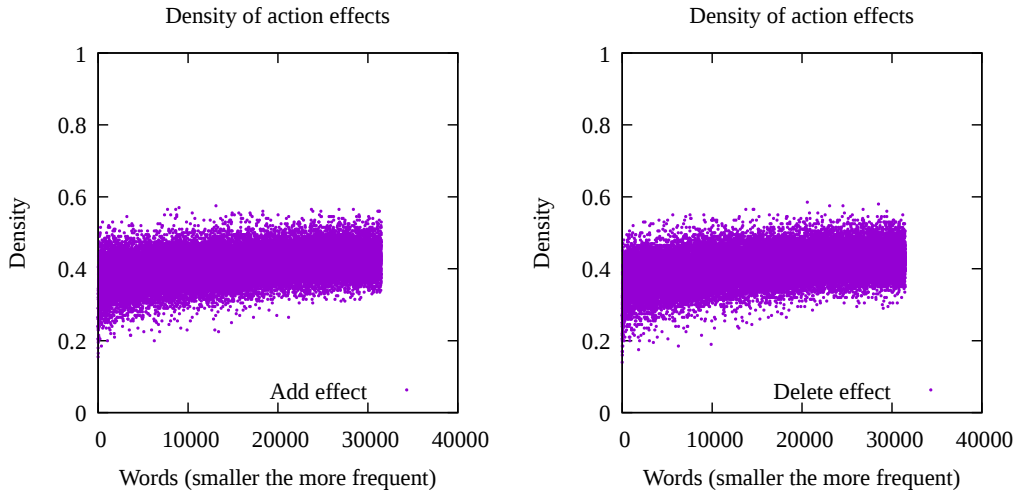 Density of action effects
1
0.8
0.6
0.4
0.2
0
Density
Add effect
0 10000 20000 30000 40000
Words (smaller the more frequent)
Density of action effects
1
0.8
0.6
0.4
0.2
0
Density
Delete effect
0 10000 20000 30000 40000
Words (smaller the more frequent)